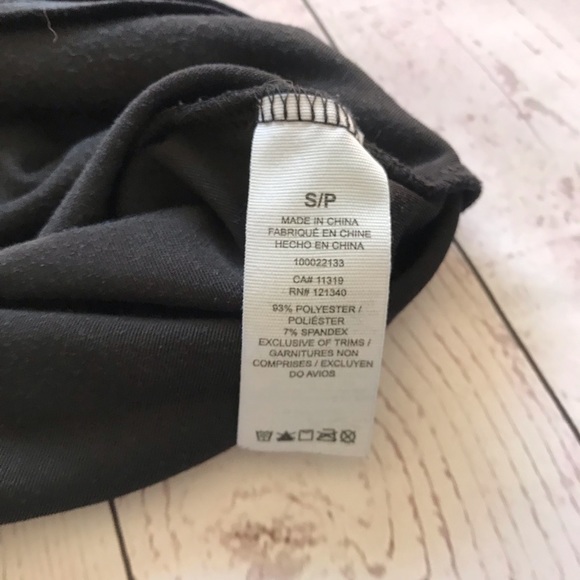 S/P
MADE IN CHINA
FABRIQUÉ EN CHINE
HECHO EN CHINA
100022133
CA# 11319
RN# 121340
93% POLYESTER /
POLIÉSTER
7% SPANDEX
EXCLUSIVE OF TRIMS /
GARNITURES NON
COMPRISES / EXCLUYEN
DO AVIOS